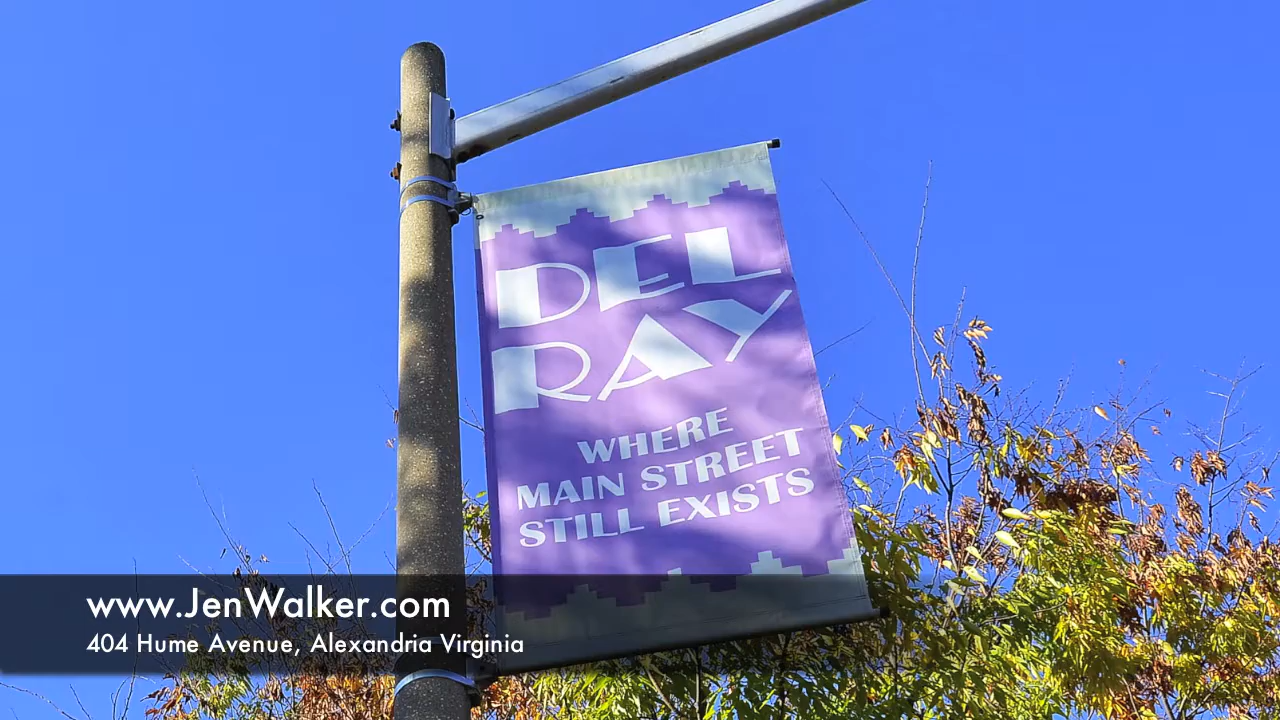 DEL
RAY
WHERE
MAIN STREET
STILL EXISTS
www.JenWalker.com
404 Hume Avenue, Alexandria Virginia